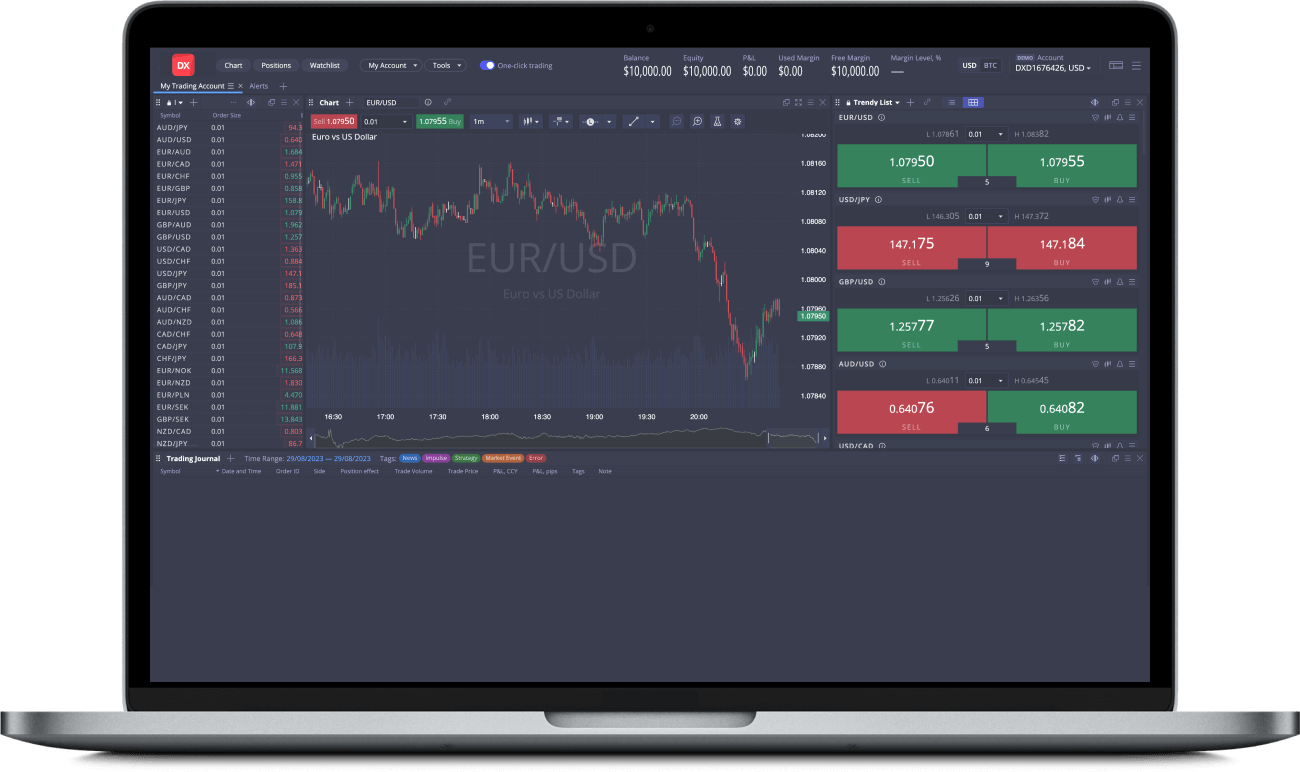 DX Chart Positions Watchlist My Account Tools One-click trading
Balance Equity P&L Used Margin Free Margin Margin Level, % USD BTC DEMO Account
$10,000.00 $10,000.00 $0.00 $0.00 $10,000.00 — DXD1676426, USD
My Trading Account Alerts
Symbol Order Size
AUD/JPY 0.01 94.3
AUD/USD 0.01 0.640
EUR/AUD 0.01 1.684
EUR/CAD 0.01 1.471
EUR/CHF 0.01 0.955
EUR/GBP 0.01 0.858
EUR/JPY 0.01 158.8
EUR/USD 0.01 1.079
GBP/AUD 0.01 1.962
GBP/USD 0.01 1.257
USD/CAD 0.01 1.363
USD/CHF 0.01 0.884
USD/JPY 0.01 147.1
GBP/JPY 0.01 185.1
AUD/CAD 0.01 0.873
AUD/CHF 0.01 0.566
AUD/NZD 0.01 1.086
CAD/CHF 0.01 0.648
CAD/JPY 0.01 107.9
CHF/JPY 0.01 166.3
EUR/NOK 0.01 11.568
EUR/NZD 0.01 1.830
EUR/PLN 0.01 4.470
EUR/SEK 0.01 11.881
GBP/SEK 0.01 13.843
NZD/CAD 0.01 0.803
NZD/JPY 0.01 86.7
Chart EUR/USD
Sell 1.07950 0.01 1.07955 Buy 1m
Euro vs US Dollar
EUR/USD
Euro vs US Dollar
1.08200
1.08160
1.08120
1.08080
1.08040
1.08000
1.07960
1.07950
1.07920
1.07880
1.07840
16:30 17:00 17:30 18:00 18:30 19:00 19:30 20:00
Trendy List
EUR/USD
L 1.07861 0.01 H 1.08382
1.07950 1.07955
SELL 5 BUY
USD/JPY
L 146.305 0.01 H 147.372
147.175 147.184
SELL 9 BUY
GBP/USD
L 1.25626 0.01 H 1.26356
1.25777 1.25782
SELL 5 BUY
AUD/USD
L 0.64011 0.01 H 0.64545
0.64076 0.64082
SELL 6 BUY
USD/CAD
Trading Journal Time Range: 29/08/2023 — 29/08/2023 Tags: News Impulse Strategy Market Event Error
Symbol Date and Time Order ID Side Position effect Trade Volume Trade Price P&L, CCY P&L, pips Tags Note